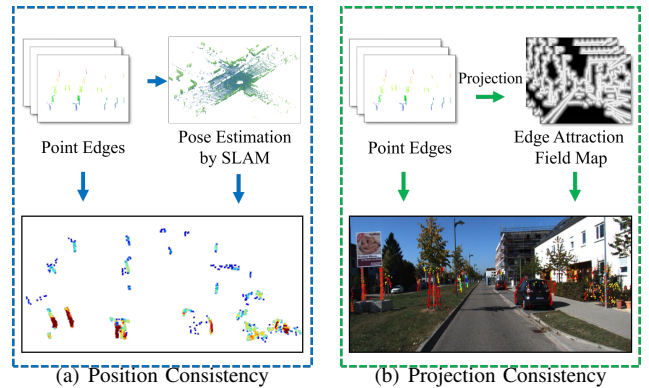 Point Edges
Pose Estimation
by SLAM
(a) Position Consistency
Projection
Point Edges
Edge Attraction
Field Map
(b) Projection Consistency